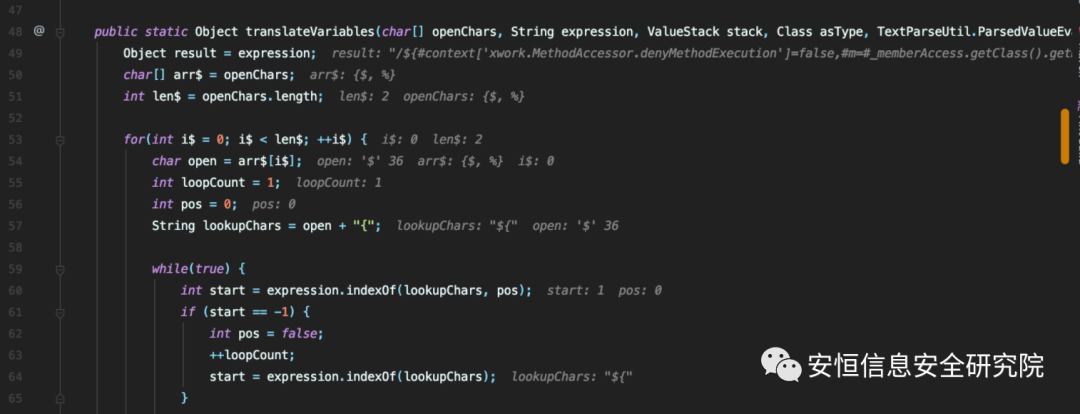 47
48 @ public static Object translateVariables(char[] openChars, String expression, ValueStack stack, Class asType, TextParseUtil.ParsedValueEv
49 Object result = expression; result: "/${#context['xwork.MethodAccessor.denyMethodExecution']=false,#m=#_memberAccess.getClass().get
50 char[] arr$ = openChars; arr$: {$, %}
51 int len$ = openChars.length; len$: 2 openChars: {$, %}
52
53 for(int i$ = 0; i$ < len$; ++i$) { i$: 0 len$: 2
54 char open = arr$[i$]; open: '$' 36 arr$: {$, %} i$: 0
55 int loopCount = 1; loopCount: 1
56 int pos = 0; pos: 0
57 String lookupChars = open + "{"; lookupChars: "${" open: '$' 36
58
59 while(true) {
60 int start = expression.indexOf(lookupChars, pos); start: 1 pos: 0
61 if (start == -1) {
62 int pos = false;
63 ++loopCount;
64 start = expression.indexOf(lookupChars); lookupChars: "${"
65 }
安恒信息安全研究院